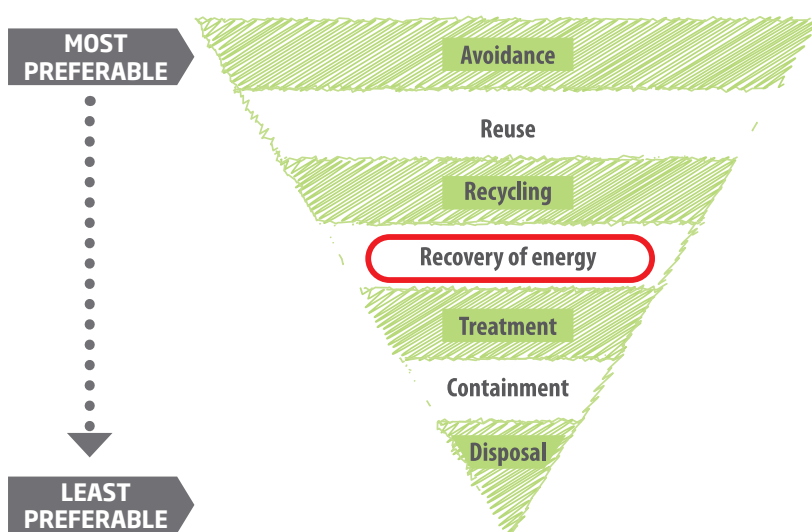 MOST
PREFERABLE
Avoidance
Reuse
Recycling
Recovery of energy
Treatment
Containment
Disposal
LEAST
PREFERABLE